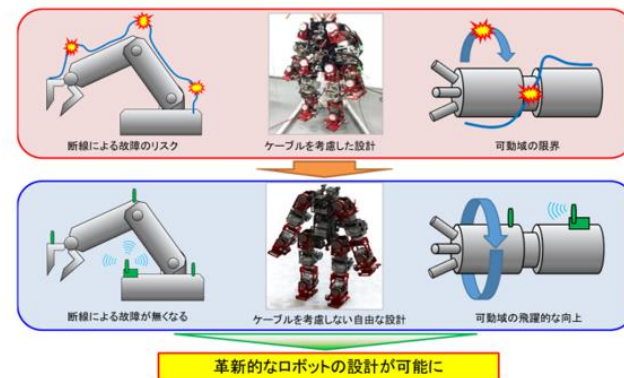 断線による故障のリスク
ケーブルを考慮した設計
可動域の限界
断線による故障が無くなる
ケーブルを考慮しない自由な設計
可動域の飛躍的な向上
革新的なロボットの設計が可能に